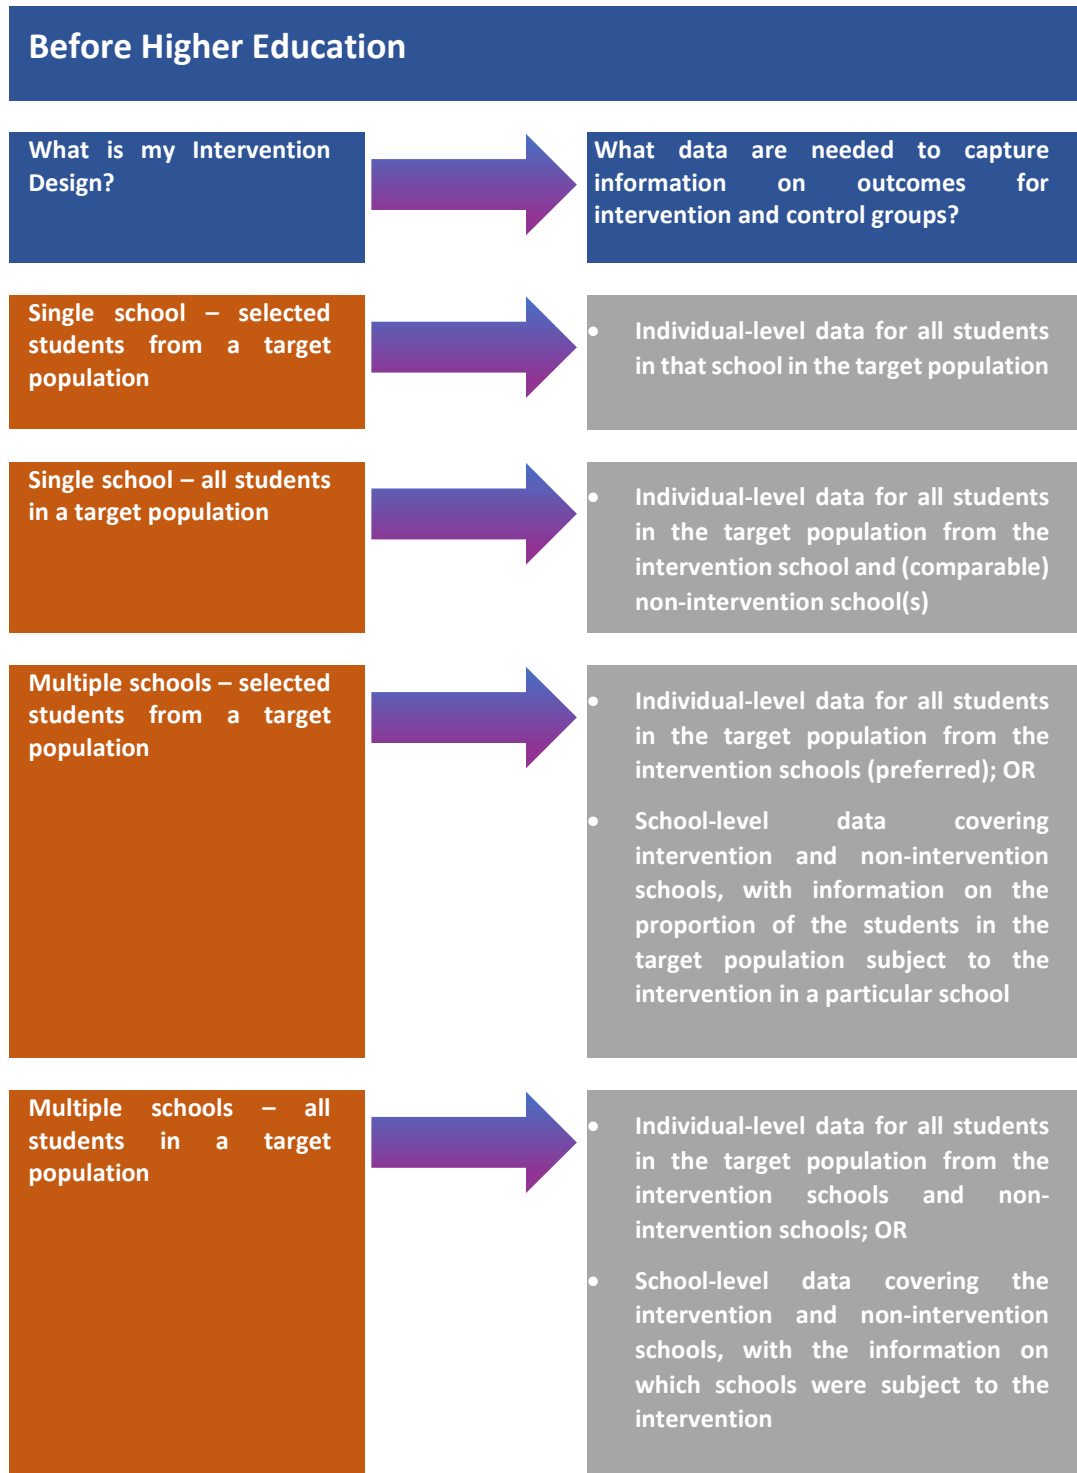 Before Higher Education
What is my Intervention
Design?
What data are needed to capture
information on outcomes for
intervention and control groups?
Single school – selected
students from a target
population
• Individual-level data for all students
in that school in the target population
Single school – all students
in a target population
• Individual-level data for all students
in the target population from the
intervention school and (comparable)
non-intervention school(s)
Multiple schools – selected
students from a target
population
• Individual-level data for all students
in the target population from the
intervention schools (preferred); OR
• School-level data covering
intervention and non-intervention
schools, with information on the
proportion of the students in the
target population subject to the
intervention in a particular school
Multiple schools – all
students in a target
population
• Individual-level data for all students
in the target population from the
intervention schools and non-
intervention schools; OR
• School-level data covering the
intervention and non-intervention
schools, with the information on
which schools were subject to the
intervention